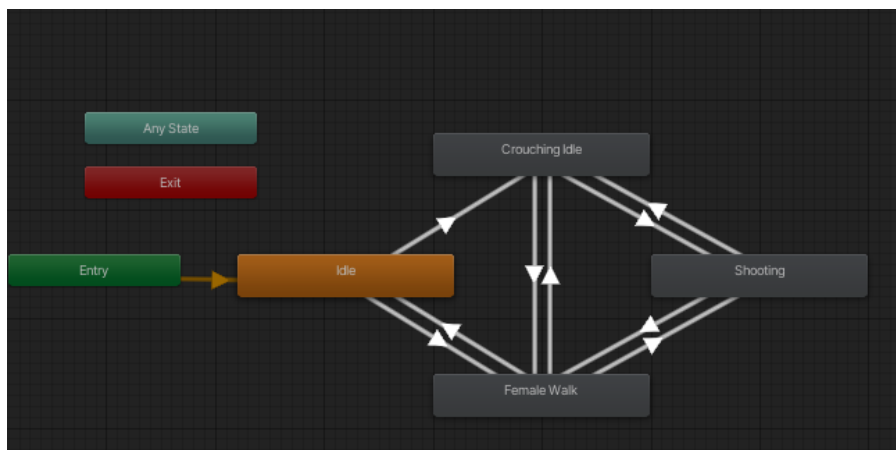 Any State
Crouching Idle
Exit
Entry
Idle
Shooting
Female Walk